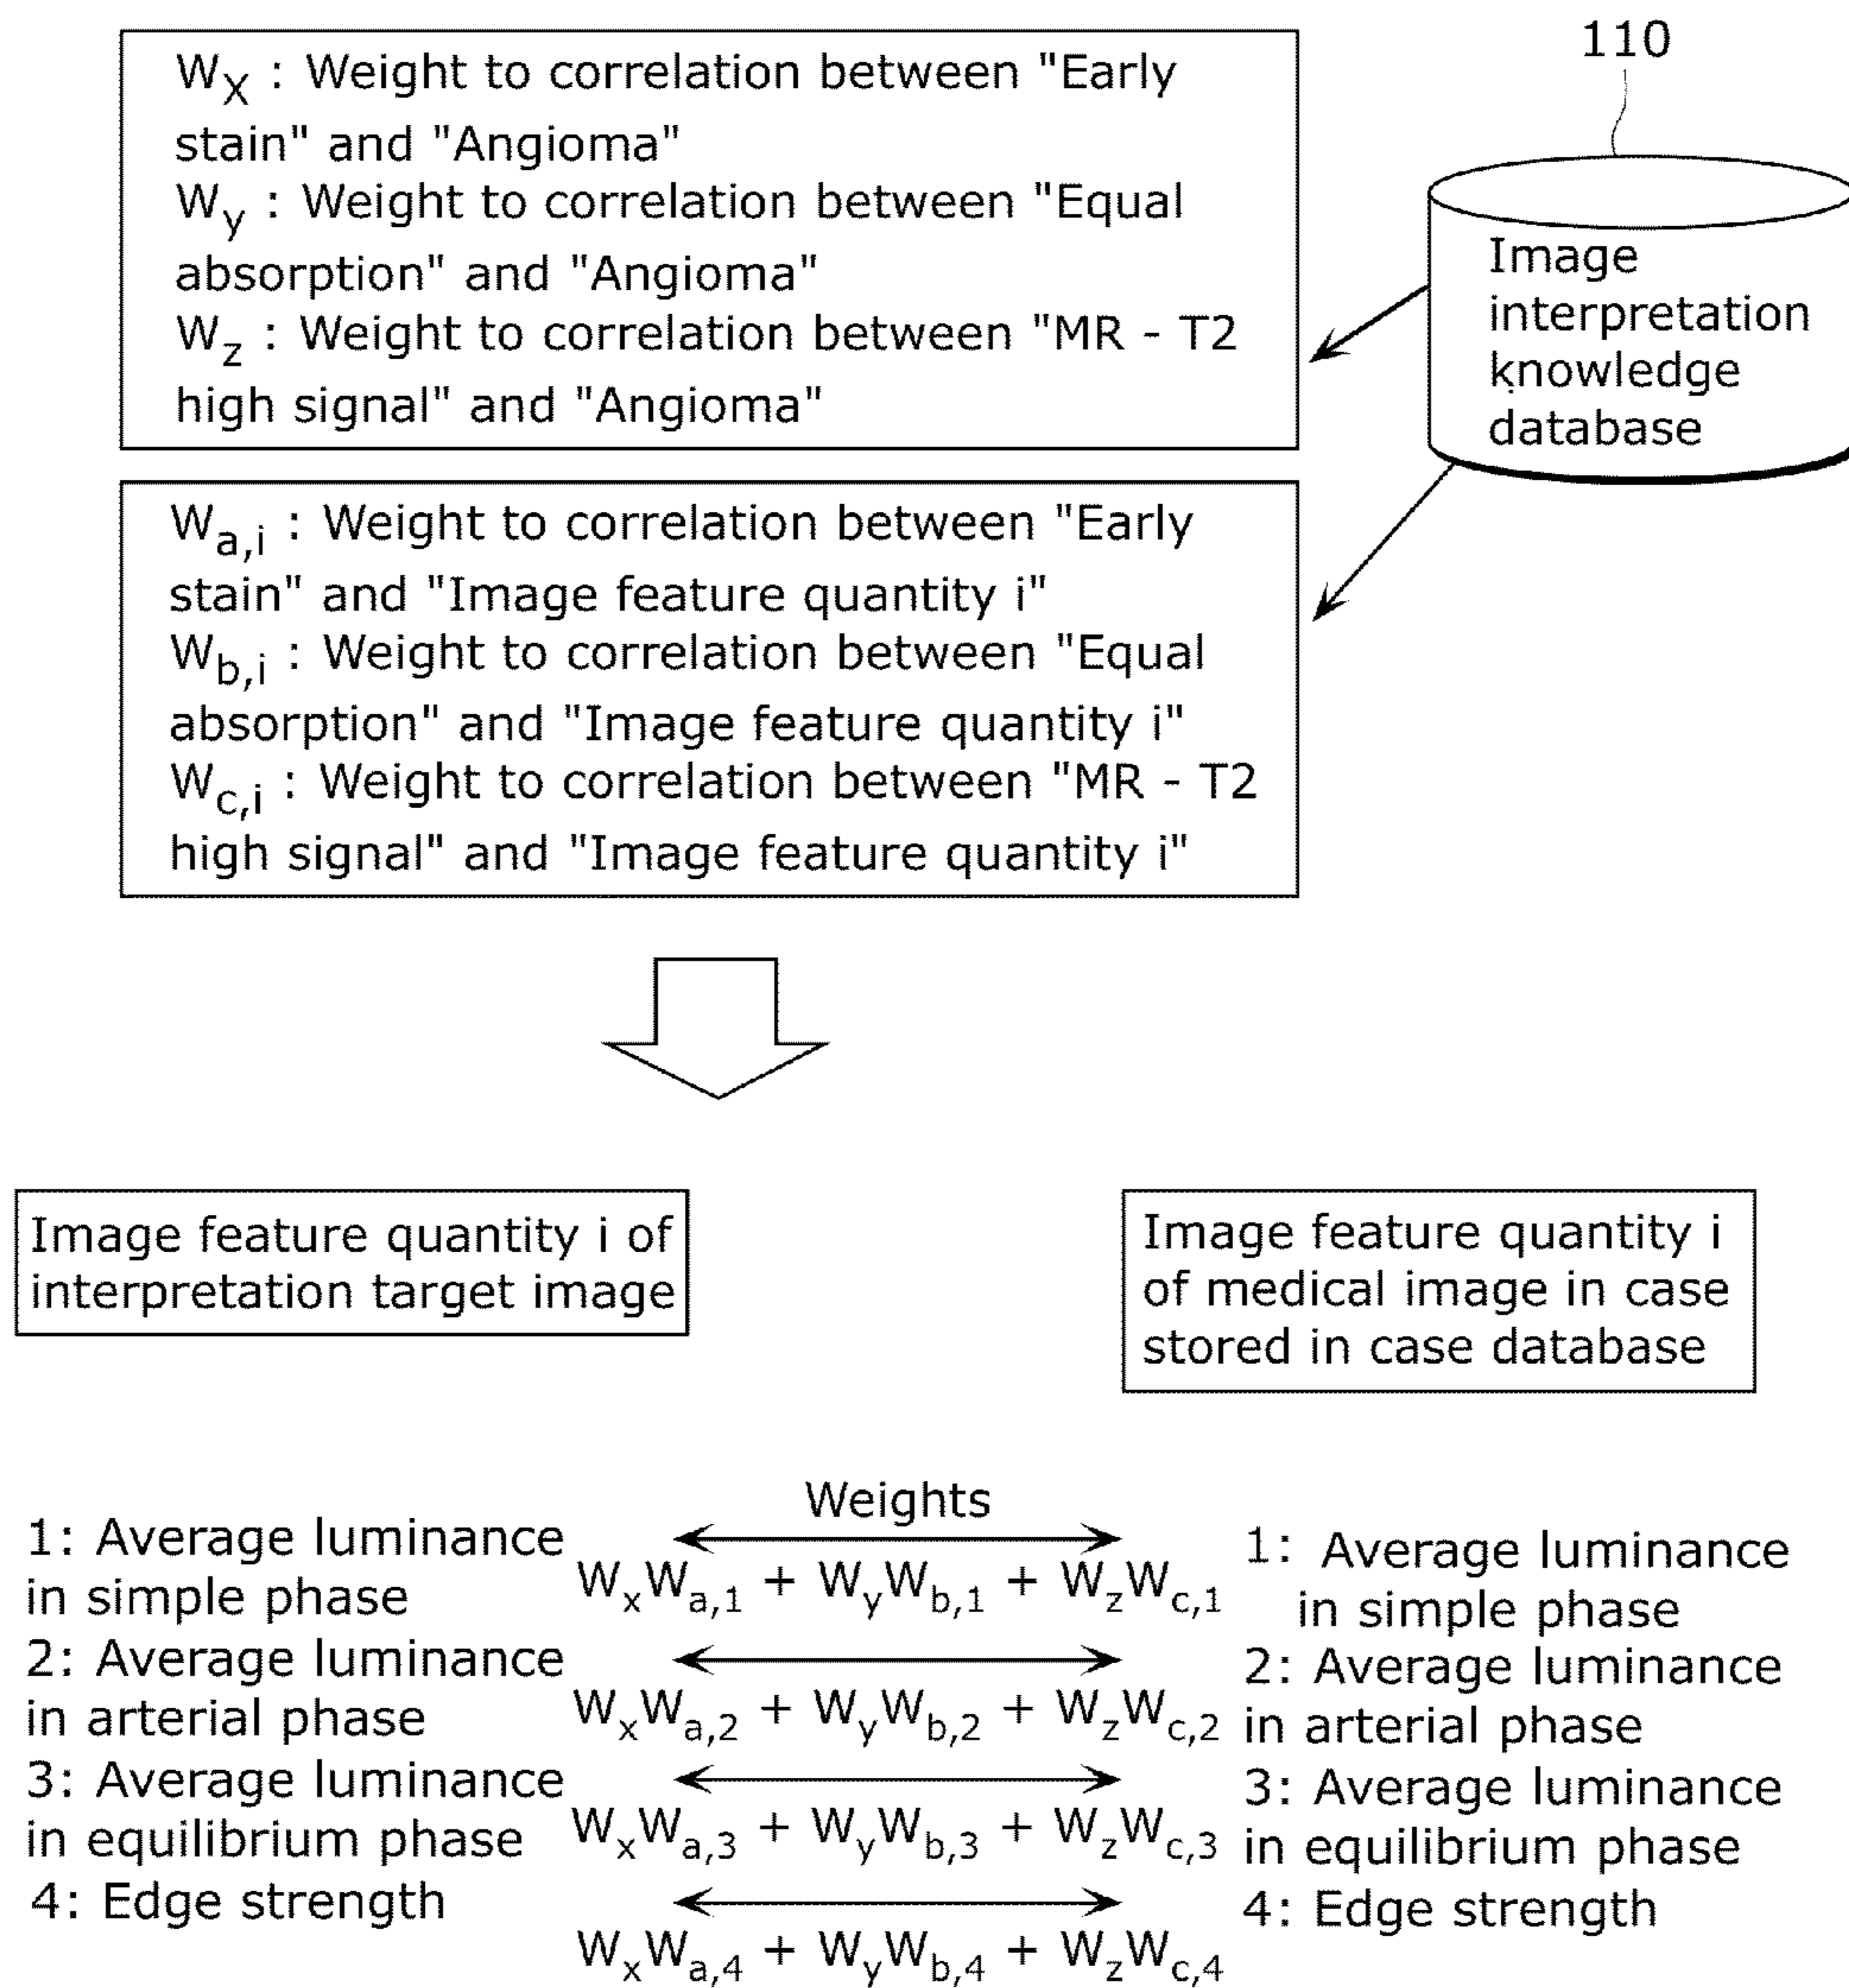 110
W_X : Weight to correlation between "Early
stain" and "Angioma"
W_y : Weight to correlation between "Equal
absorption" and "Angioma"
W_z : Weight to correlation between "MR - T2
high signal" and "Angioma"
Image
interpretation
knowledge
database
W_a,i : Weight to correlation between "Early
stain" and "Image feature quantity i"
W_b,i : Weight to correlation between "Equal
absorption" and "Image feature quantity i"
W_c,i : Weight to correlation between "MR - T2
high signal" and "Image feature quantity i"
Image feature quantity i of
interpretation target image
Image feature quantity i
of medical image in case
stored in case database
Weights
1: Average luminance
in simple phase
W_xW_a,1 + W_yW_b,1 + W_zW_c,1
1: Average luminance
in simple phase
2: Average luminance
in arterial phase
W_xW_a,2 + W_yW_b,2 + W_zW_c,2
2: Average luminance
in arterial phase
3: Average luminance
in equilibrium phase
W_xW_a,3 + W_yW_b,3 + W_zW_c,3
3: Average luminance
in equilibrium phase
4: Edge strength
W_xW_a,4 + W_yW_b,4 + W_zW_c,4
4: Edge strength